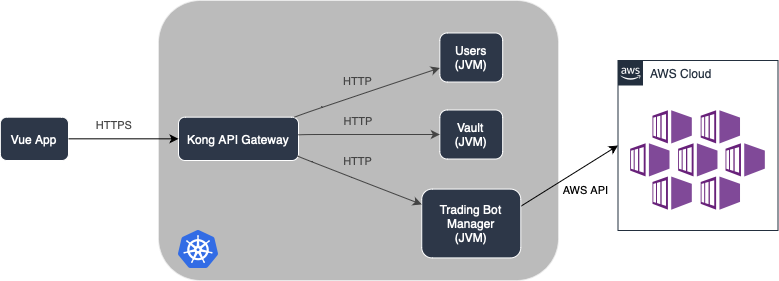 Vue App
HTTPS
Kong API Gateway
HTTP
HTTP
HTTP
Users
(JVM)
Vault
(JVM)
Trading Bot
Manager
(JVM)
AWS API
aws
AWS Cloud